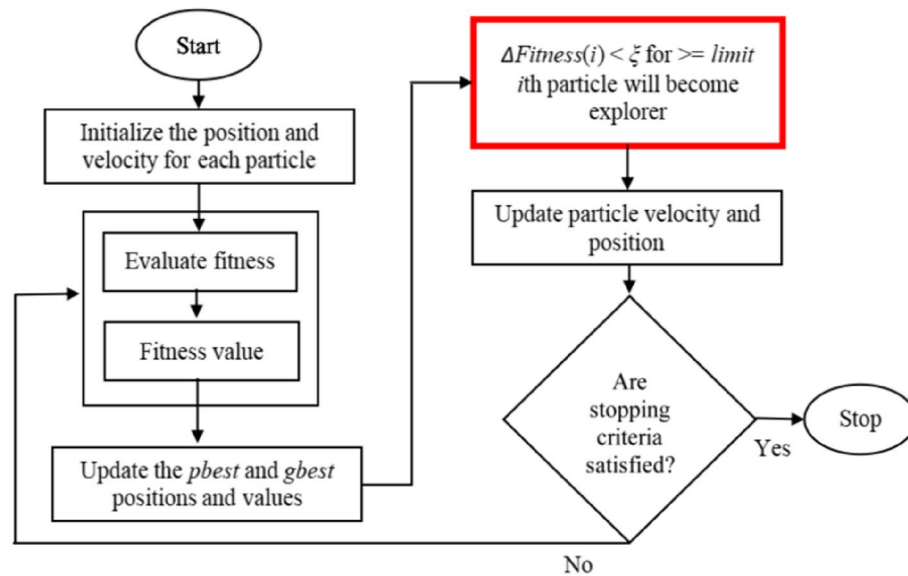 Start
Initialize the position and
velocity for each particle
Evaluate fitness
Fitness value
Update the pbest and gbest
positions and values
ΔFitness(i) < ξ for >= limit
ith particle will become
explorer
Update particle velocity and
position
Are
stopping
criteria
satisfied?
Yes
Stop
No